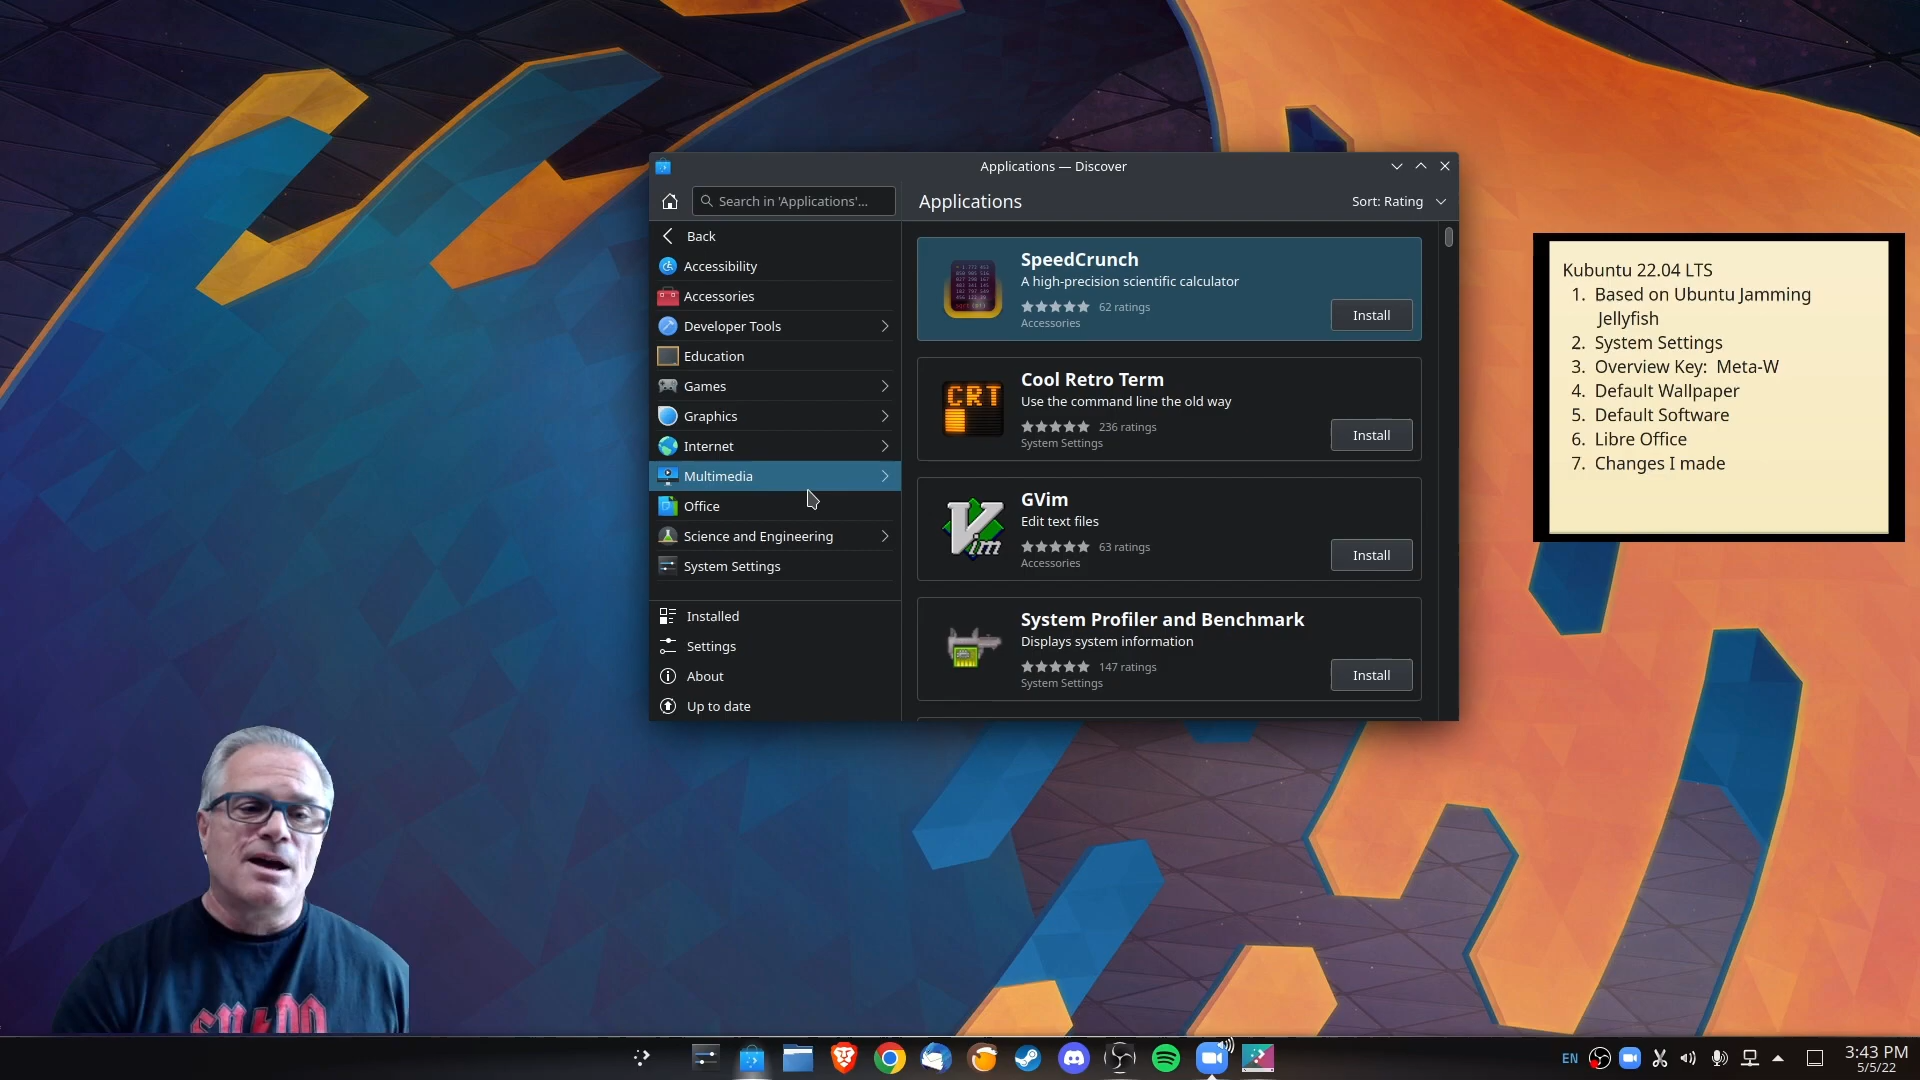 Applications — Discover
Search in 'Applications'...
Applications
Sort: Rating
Back
Accessibility
Accessories
Developer Tools
Education
Games
Graphics
Internet
Multimedia
Office
Science and Engineering
System Settings
Installed
Settings
About
Up to date
SpeedCrunch
A high-precision scientific calculator
62 ratings
Accessories
Install
CRT
Cool Retro Term
Use the command line the old way
236 ratings
System Settings
Install
Vim
GVim
Edit text files
63 ratings
Accessories
Install
System Profiler and Benchmark
Displays system information
147 ratings
System Settings
Install
Kubuntu 22.04 LTS
1. Based on Ubuntu Jamming
Jellyfish
2. System Settings
3. Overview Key: Meta-W
4. Default Wallpaper
5. Default Software
6. Libre Office
7. Changes I made
EN
3:43 PM
5/5/22